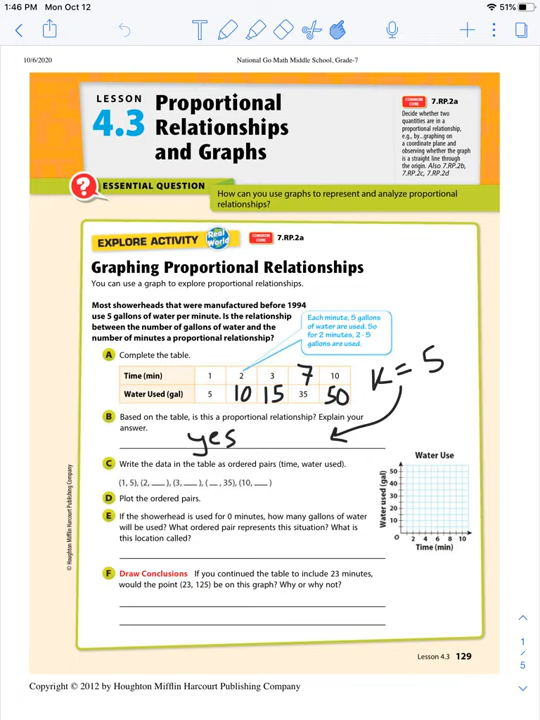 1:46 PM Mon Oct 12
51%
T
10/6/2020
National Go Math Middle School, Grade-7
LESSON
4.3
Proportional
Relationships
and Graphs
COMMON CORE
7.RP.2a
Decide whether two
quantities are in a
proportional relationship,
e.g., by...graphing on
a coordinate plane and
observing whether the graph
is a straight line through
the origin. Also 7.RP.2b,
7.RP.2c, 7.RP.2d
?
ESSENTIAL QUESTION
How can you use graphs to represent and analyze proportional
relationships?
EXPLORE ACTIVITY
Real World
COMMON CORE
7.RP.2a
Graphing Proportional Relationships
You can use a graph to explore proportional relationships.
Most showerheads that were manufactured before 1994
use 5 gallons of water per minute. Is the relationship
between the number of gallons of water and the
number of minutes a proportional relationship?
Each minute, 5 gallons
of water are used. So
for 2 minutes, 2 · 5
gallons are used.
A Complete the table.
Time (min) 1 2 3 7 10
Water Used (gal) 5 10 15 35 50
K = 5
B Based on the table, is this a proportional relationship? Explain your
answer.
yes
C Write the data in the table as ordered pairs (time, water used).
(1, 5), (2, ___), (3, ___), (__, 35), (10, ___)
D Plot the ordered pairs.
E If the showerhead is used for 0 minutes, how many gallons of water
will be used? What ordered pair represents this situation? What is
this location called?
Water Use
Water used (gal)
50
40
30
20
10
O 2 4 6 8 10
Time (min)
F Draw Conclusions If you continued the table to include 23 minutes,
would the point (23, 125) be on this graph? Why or why not?
© Houghton Mifflin Harcourt Publishing Company
Lesson 4.3 129
1
/
5
Copyright © 2012 by Houghton Mifflin Harcourt Publishing Company